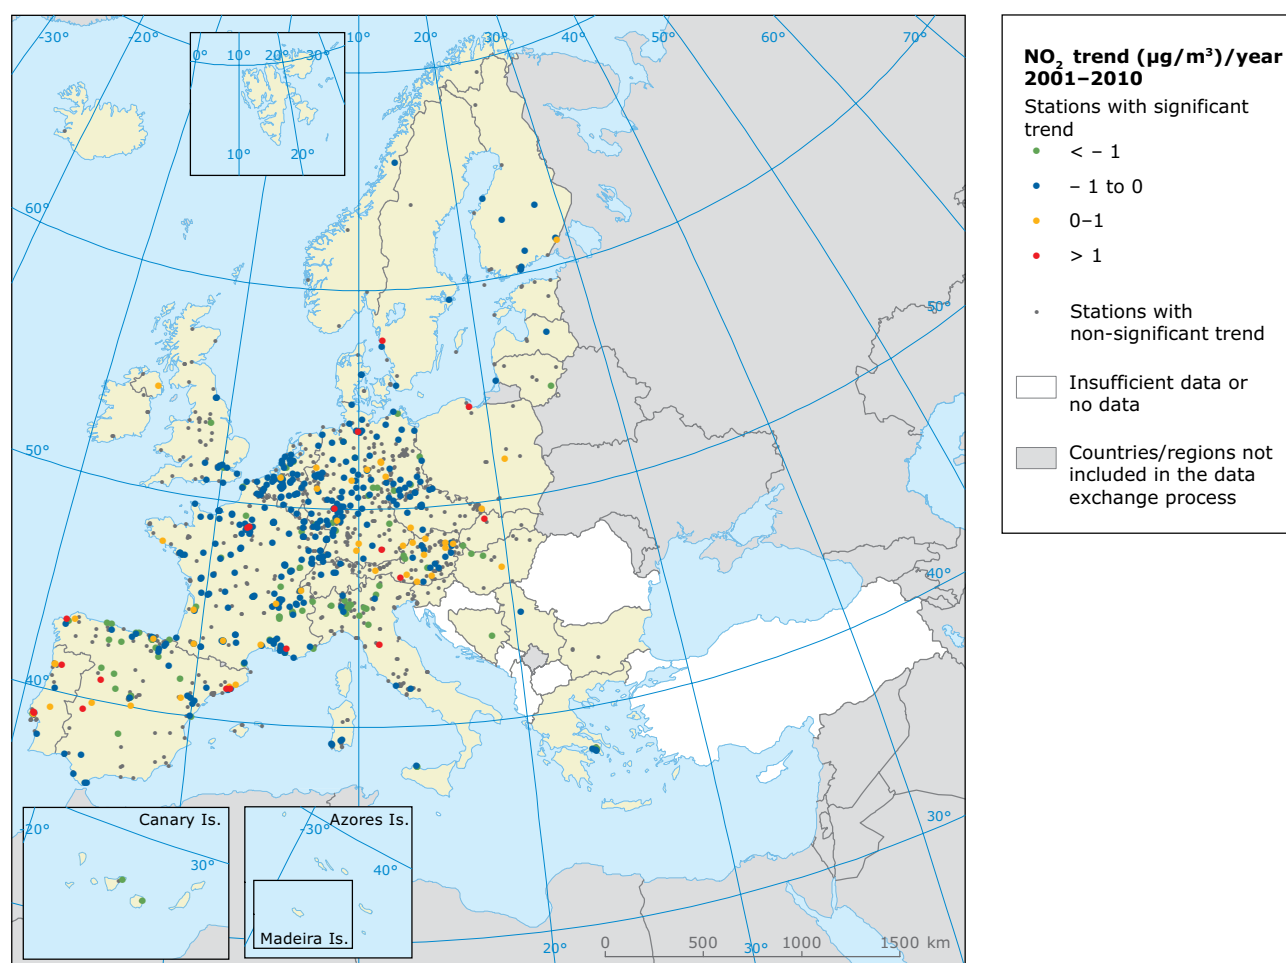 -30° -20° 10° 20° 30° 40° 50° 60° 70°
0° 10° 20° 30°
10° 20°
60°
50°
50°
40°
40°
30°
Canary Is.
-20°
30°
Azores Is.
-30°
40°
Madeira Is.
20°
30°
0 500 1000 1500 km
NO₂ trend (µg/m³)/year
2001–2010
Stations with significant
trend
< – 1
– 1 to 0
0–1
> 1
Stations with
non-significant trend
Insufficient data or
no data
Countries/regions not
included in the data
exchange process